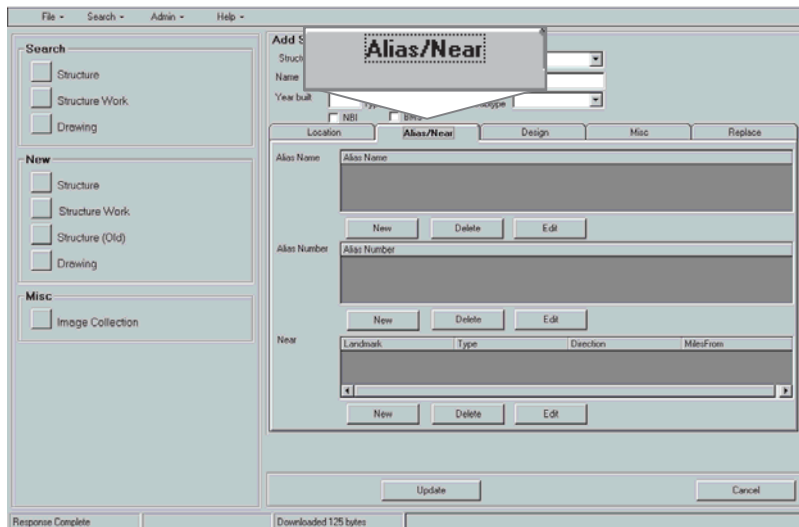 File Search Admin Help
Search
Structure
Structure Work
Drawing
New
Structure
Structure Work
Structure (Old)
Drawing
Misc
Image Collection
Add
Alias/Near
Name
Year built
NBI
Location Alias/Near Design Misc Replace
Alias Name Alias Name
New Delete Edit
Alias Number Alias Number
New Delete Edit
Near Landmark Type Direction MilesFrom
New Delete Edit
Update Cancel
Response Complete Downloaded 125 bytes